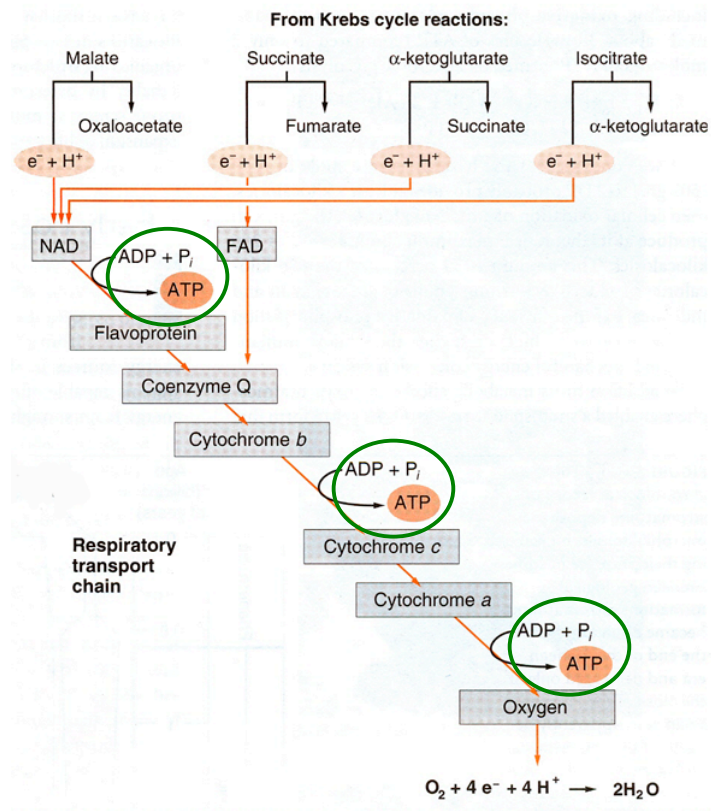 From Krebs cycle reactions:
Malate Succinate α-ketoglutarate Isocitrate
Oxaloacetate Fumarate Succinate α-ketoglutarate
e⁻ + H⁺ e⁻ + H⁺ e⁻ + H⁺ e⁻ + H⁺
NAD FAD
ADP + Pi
ATP
Flavoprotein
Coenzyme Q
Cytochrome b
ADP + Pi
ATP
Respiratory
transport
chain
Cytochrome c
Cytochrome a
ADP + Pi
ATP
Oxygen
O₂ + 4 e⁻ + 4 H⁺ → 2H₂O